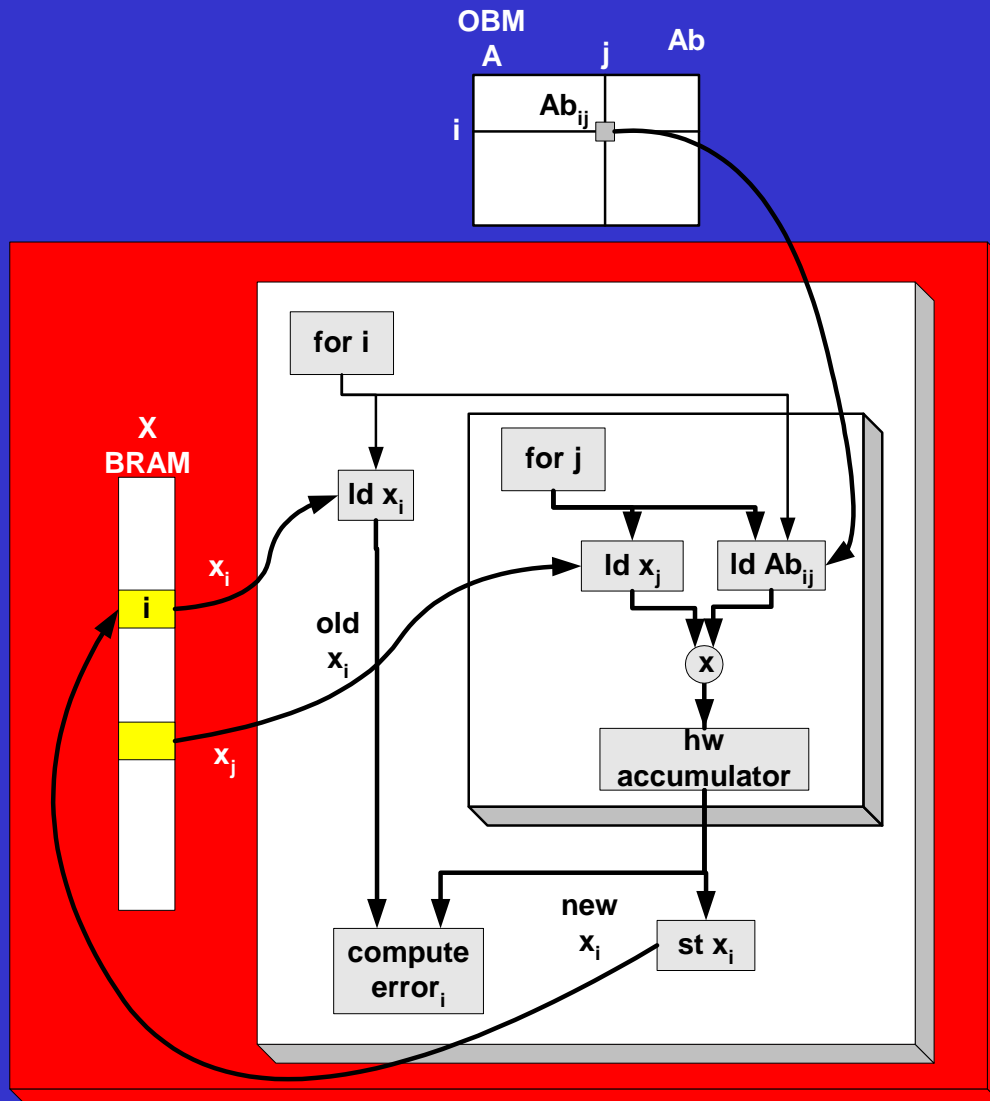 OBM
A
j
Ab
Ab_ij
i
for i
X
BRAM
for j
ld x_i
ld x_j
ld Ab_ij
x_i
i
old
x_i
x
x_j
hw
accumulator
new
x_i
st x_i
compute
error_i